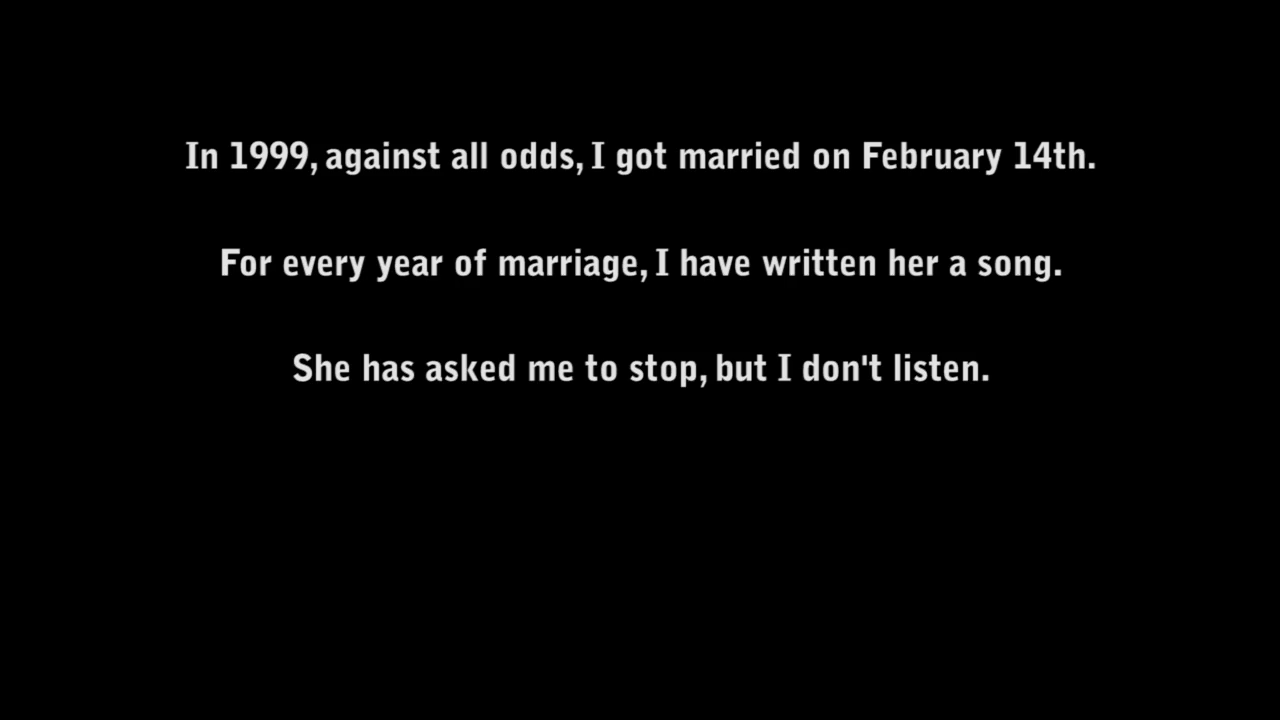 In 1999, against all odds, I got married on February 14th.
For every year of marriage, I have written her a song.
She has asked me to stop, but I don't listen.